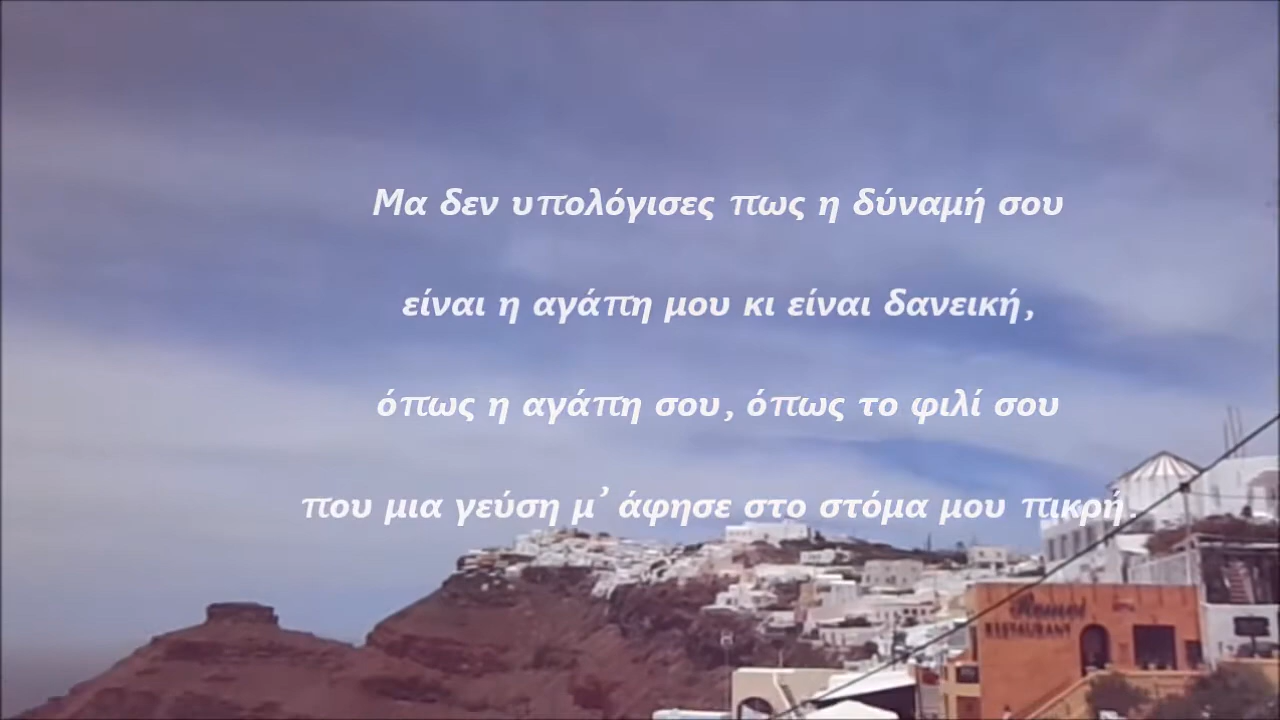 Μα δεν υπολόγισες πως η δύναμή σου
είναι η αγάπη μου κι είναι δανεική,
όπως η αγάπη σου, όπως το φιλί σου
που μια γεύση μ’ άφησε στο στόμα μου πικρή.
RESTAURANT